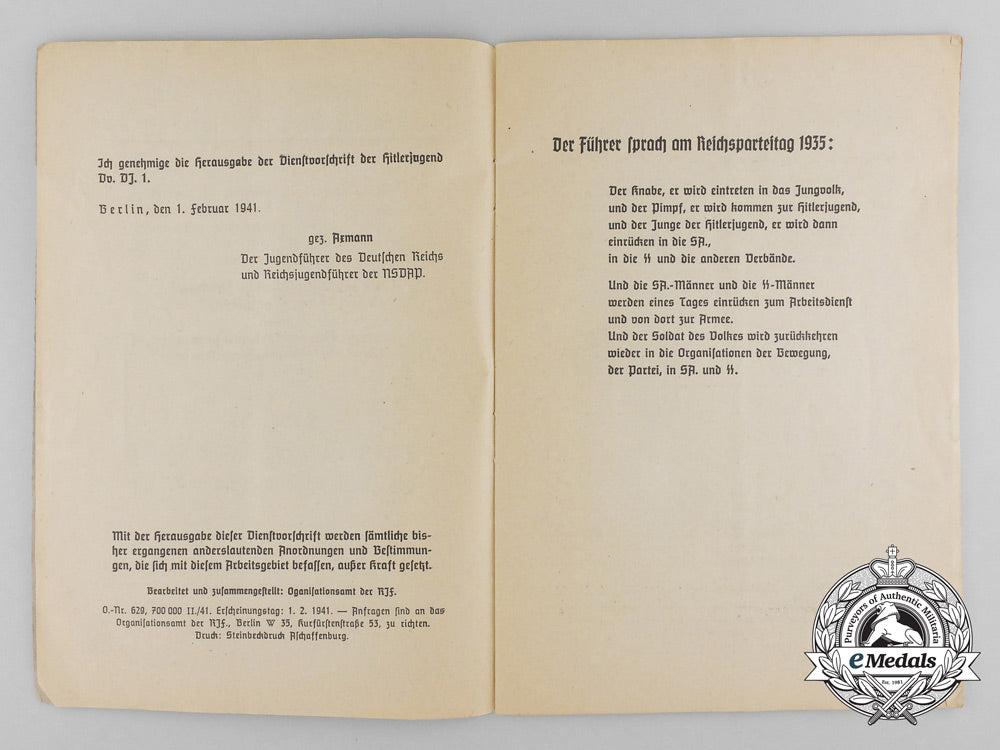 Ich genehmige die Herausgabe der Dienstvorschrift der Hitlerjugend
Dv. DJ. 1.
Berlin, den 1. Februar 1941.
gez. Axmann
Der Jugendführer des Deutschen Reichs
und Reichsjugendführer der NSDAP.
Mit der Herausgabe dieser Dienstvorschrift werden sämtliche bis-
her ergangenen anderslautenden Anordnungen und Bestimmun-
gen, die sich mit diesem Arbeitsgebiet befassen, außer Kraft gesetzt.
Bearbeitet und zusammengestellt: Oganisationsamt der RJF.
O.-Nr. 629, 700 000 II./41. Erscheinungstag: 1. 2. 1941. — Anfragen sind an das
Organisationsamt der RJF., Berlin W 35, Kurfürstenstraße 53, zu richten.
Druck: Steinbeckdruck Aschaffenburg.
Der Führer sprach am Reichsparteitag 1935:
Der Knabe, er wird eintreten in das Jungvolk,
und der Pimpf, er wird kommen zur Hitlerjugend,
und der Junge der Hitlerjugend, er wird dann
einrücken in die SA.,
in die SS und die anderen Verbände.
Und die SA.-Männer und die SS-Männer
werden eines Tages einrücken zum Arbeitsdienst
und von dort zur Armee.
Und der Soldat des Volkes wird zurückkehren
wieder in die Organisationen der Bewegung,
der Partei, in SA. und SS.
Purveyors of Authentic Militaria
eMedals
Est. 1981